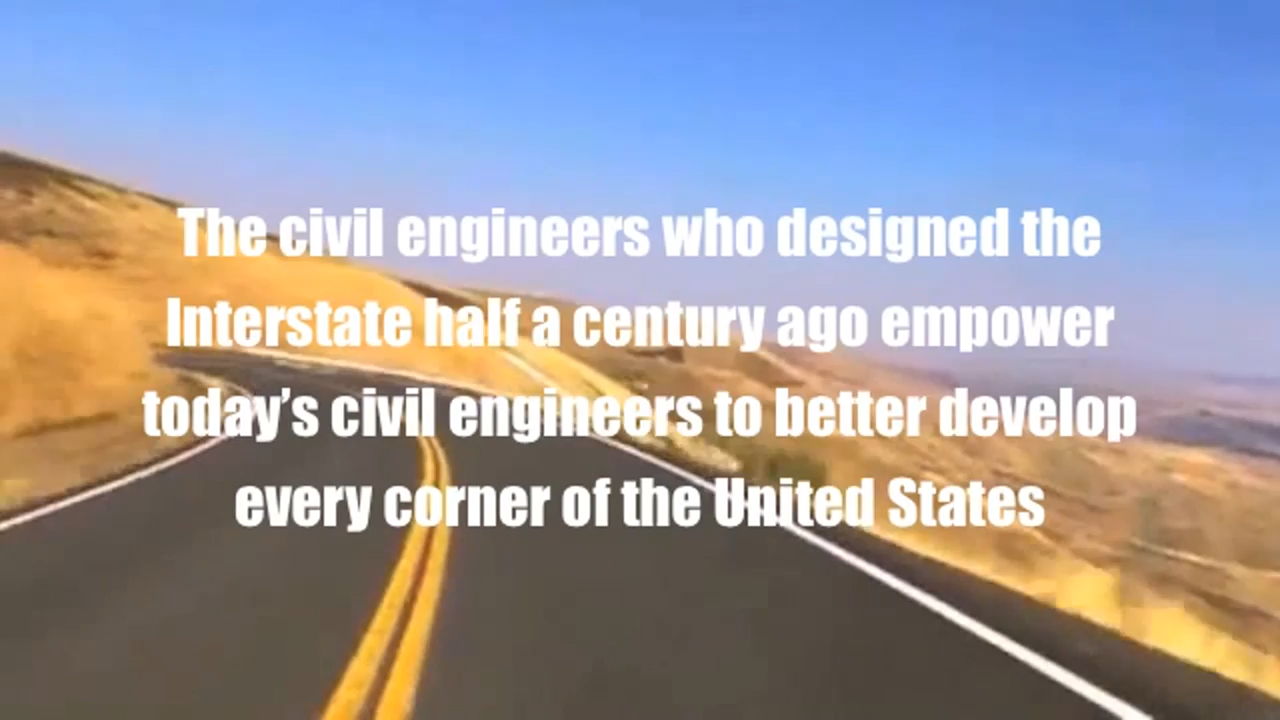 The civil engineers who designed the
Interstate half a century ago empower
today’s civil engineers to better develop
every corner of the United States